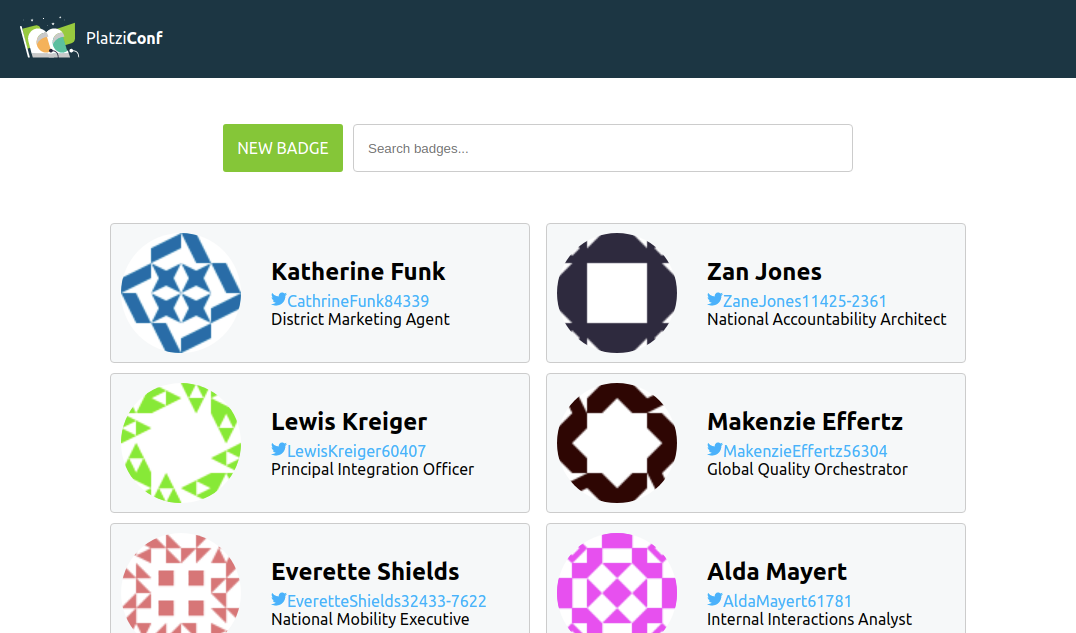 PlatziConf
NEW BADGE
Search badges...
Katherine Funk
CathrineFunk84339
District Marketing Agent
Zan Jones
ZaneJones11425-2361
National Accountability Architect
Lewis Kreiger
LewisKreiger60407
Principal Integration Officer
Makenzie Effertz
MakenzieEffertz56304
Global Quality Orchestrator
Everette Shields
EveretteShields32433-7622
National Mobility Executive
Alda Mayert
AldaMayert61781
Internal Interactions Analyst